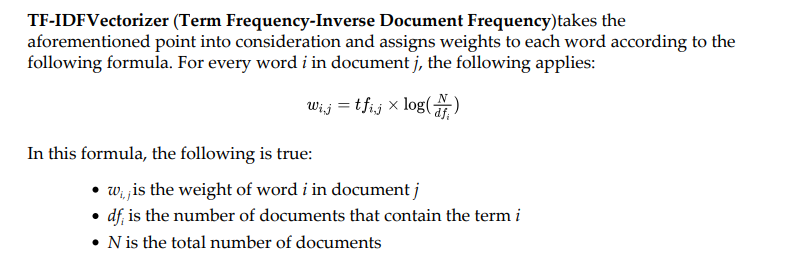 TF-IDFVectorizer (Term Frequency-Inverse Document Frequency)takes the
aforementioned point into consideration and assigns weights to each word according to the
following formula. For every word i in document j, the following applies:
w_{i,j} = tf_{i,j} × log(\frac{N}{df_i})
In this formula, the following is true:
• w_{i,j} is the weight of word i in document j
• df_i is the number of documents that contain the term i
• N is the total number of documents